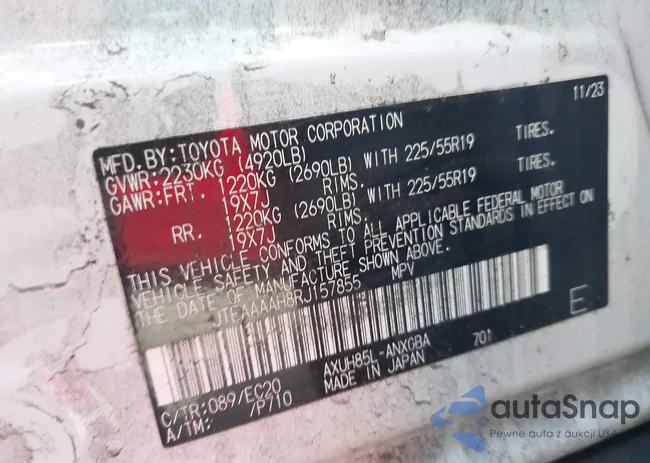 11/23
MFD.BY:TOYOTA MOTOR CORPORATION
GVWR:2230KG (4920LB)
GAWR:FRT. 1220KG (2690LB) WITH 225/55R19 TIRES.
19X7J RIMS.
RR. 1220KG (2690LB) WITH 225/55R19 TIRES.
19X7J RIMS.
THIS VEHICLE CONFORMS TO ALL APPLICABLE FEDERAL MOTOR
VEHICLE SAFETY AND THEFT PREVENTION STANDARDS IN EFFECT ON
THE DATE OF MANUFACTURE SHOWN ABOVE.
JTEAAAAH8RJ157855 MPV
E
C/TR:089/EC20 AXUH85L-ANXGBA 701
A/TM: /P710 MADE IN JAPAN
autaSnap
Pewne auta z aukcji USA